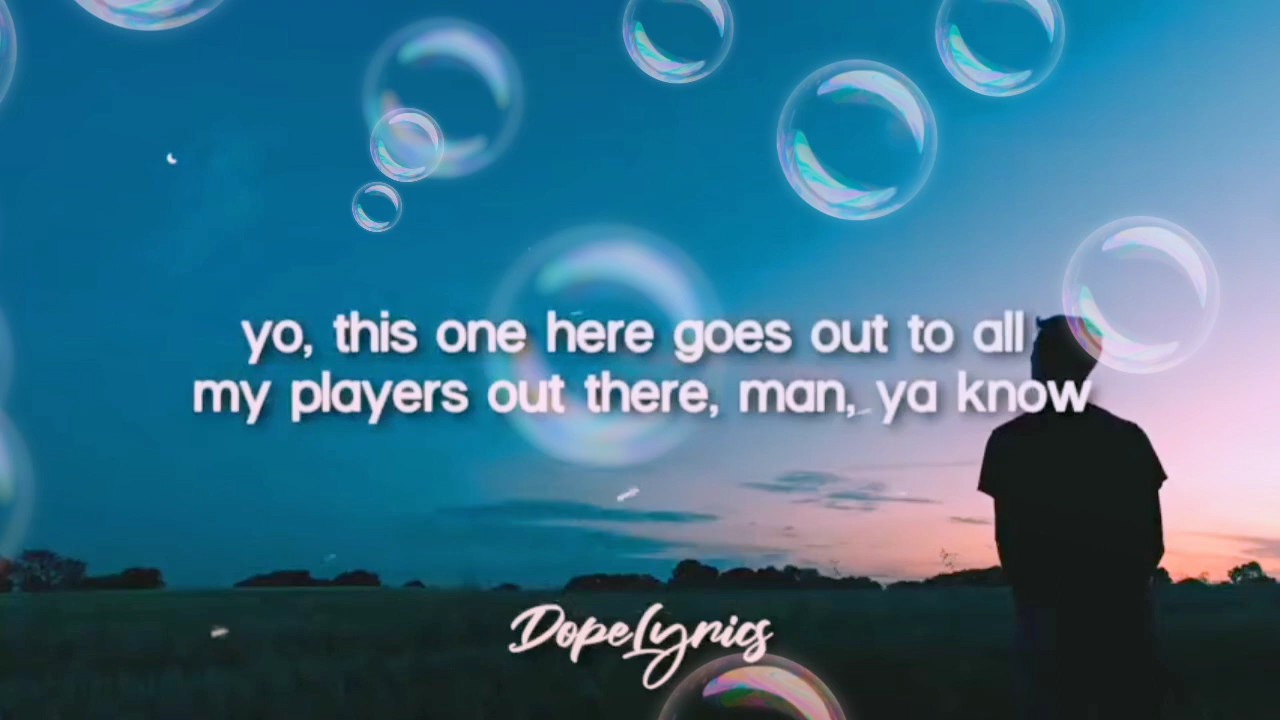 yo, this one here goes out to all
my players out there, man, ya know
DopeLyrics